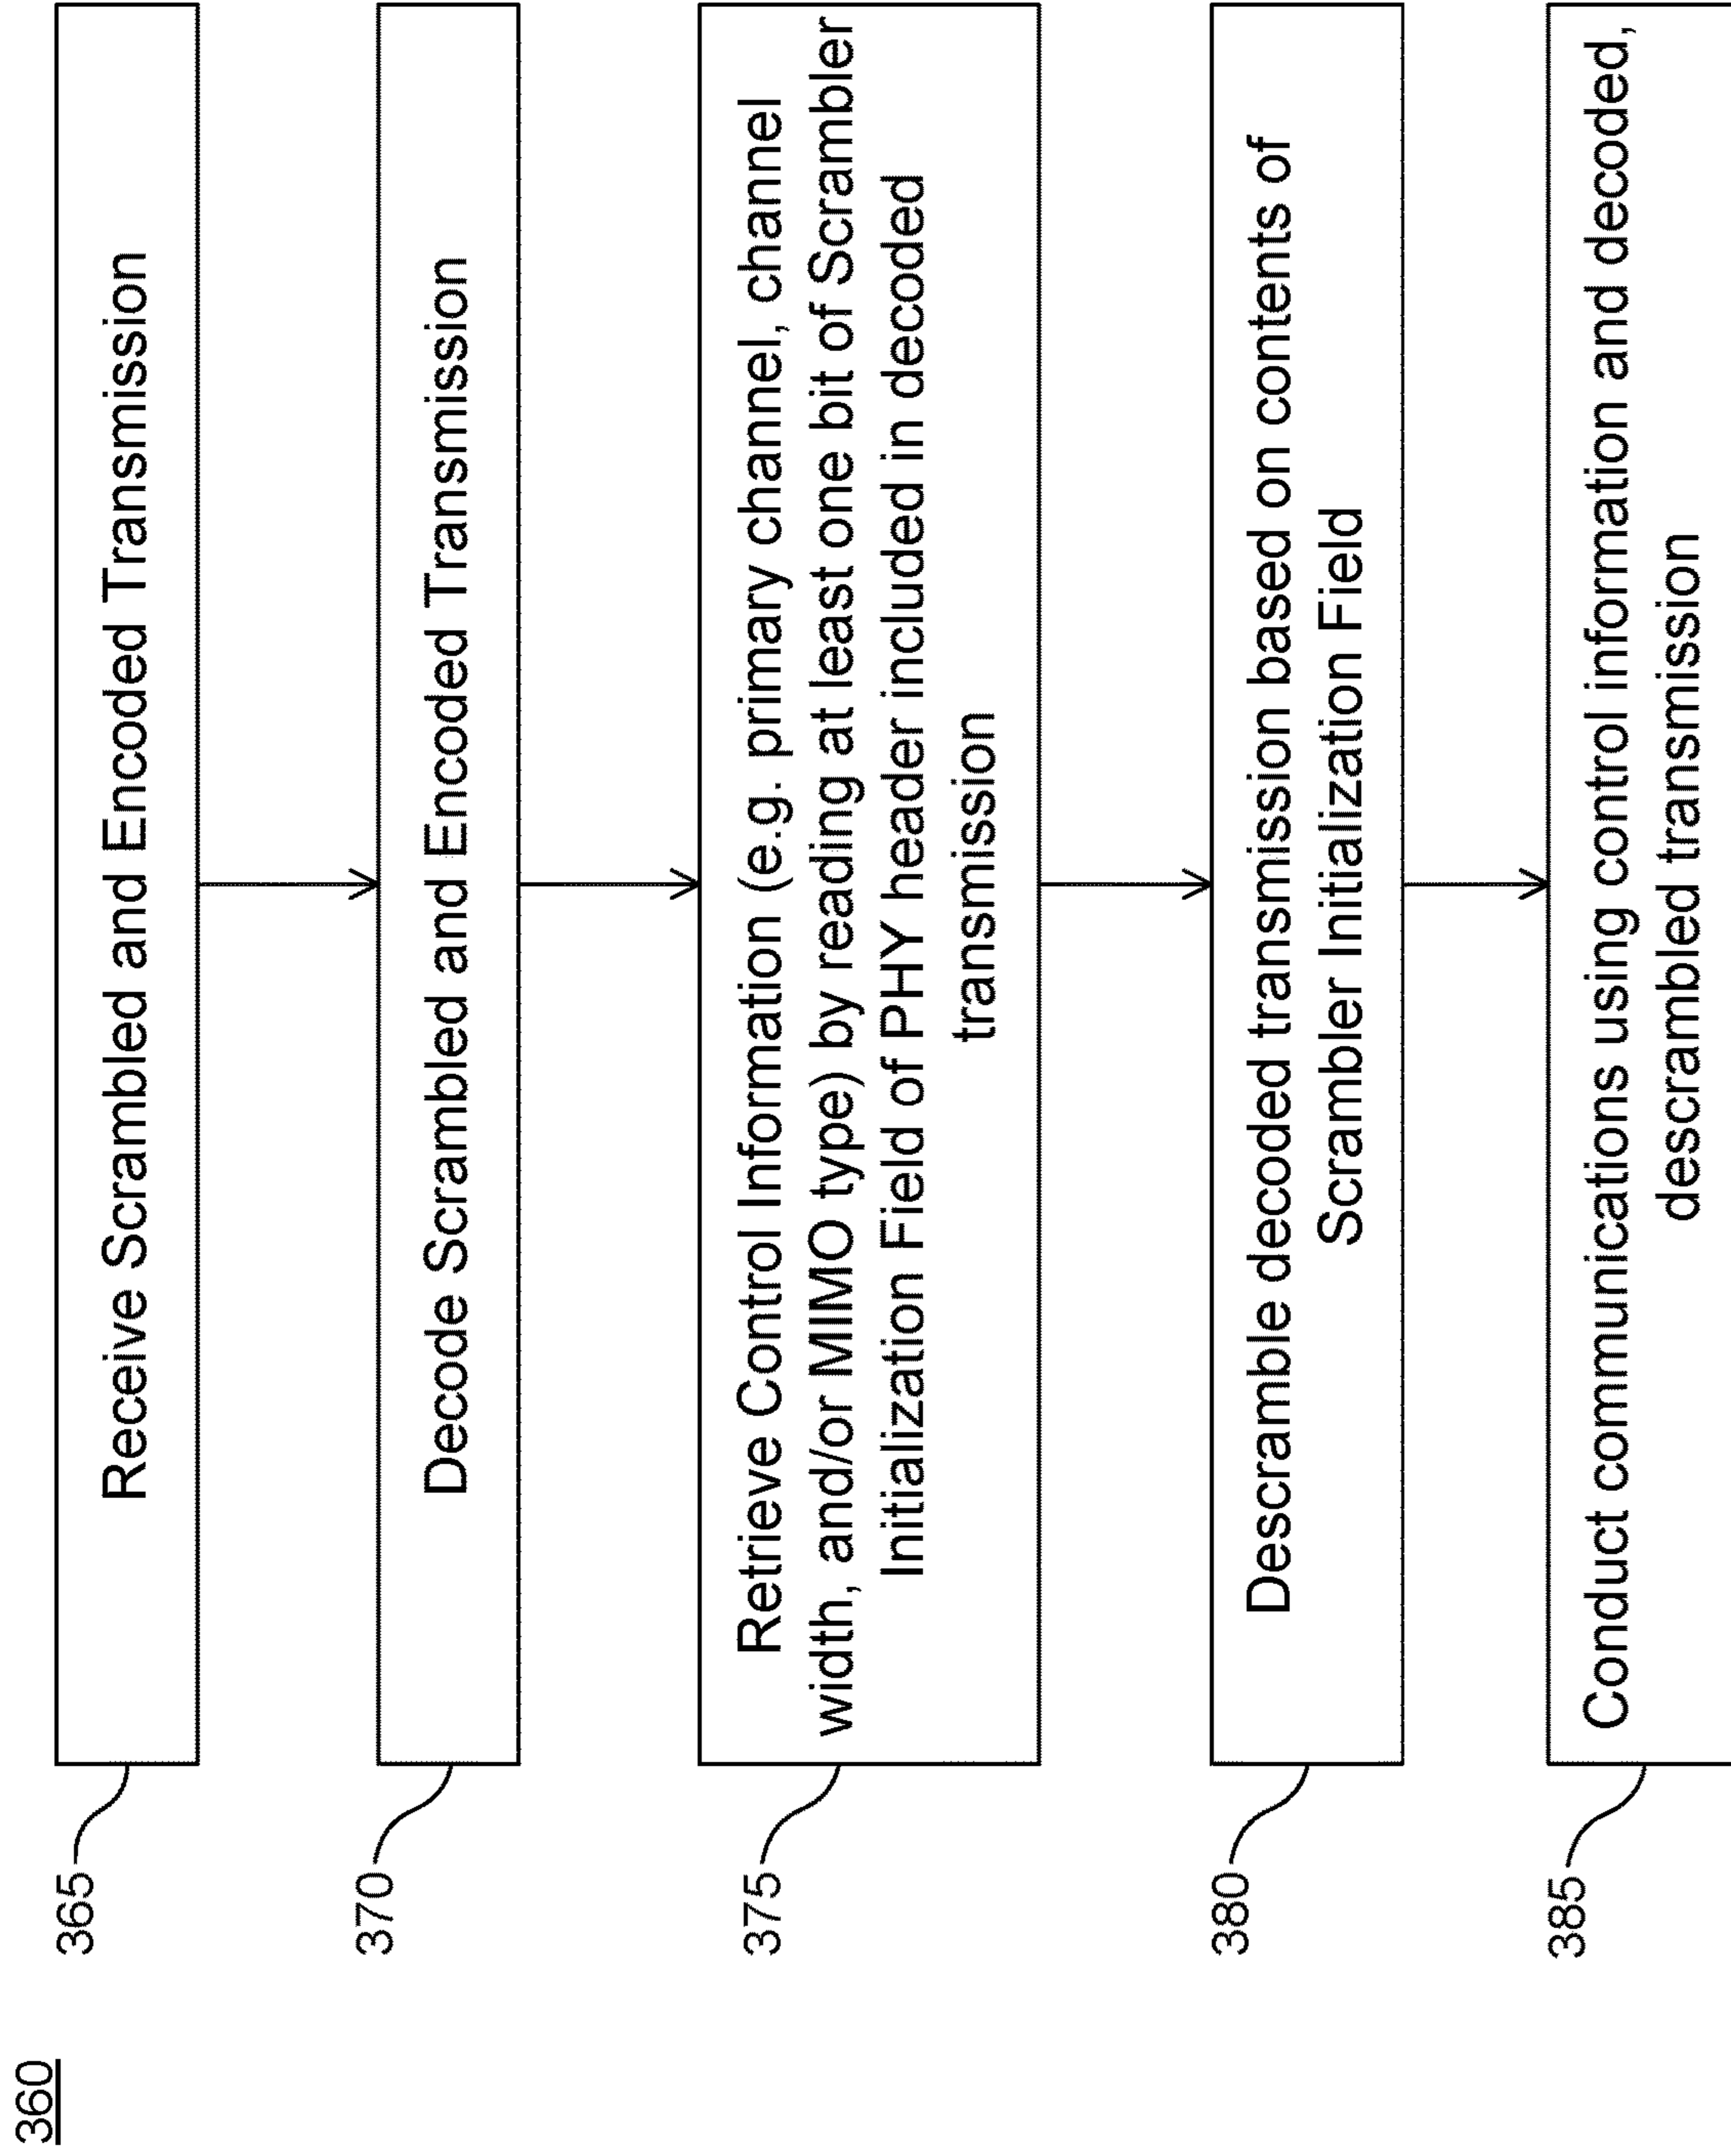 360
365
Receive Scrambled and Encoded Transmission
370
Decode Scrambled and Encoded Transmission
375
Retrieve Control Information (e.g. primary channel, channel
width, and/or MIMO type) by reading at least one bit of Scrambler
Initialization Field of PHY header included in decoded
transmission
380
Descramble decoded transmission based on contents of
Scrambler Initialization Field
385
Conduct communications using control information and decoded,
descrambled transmission